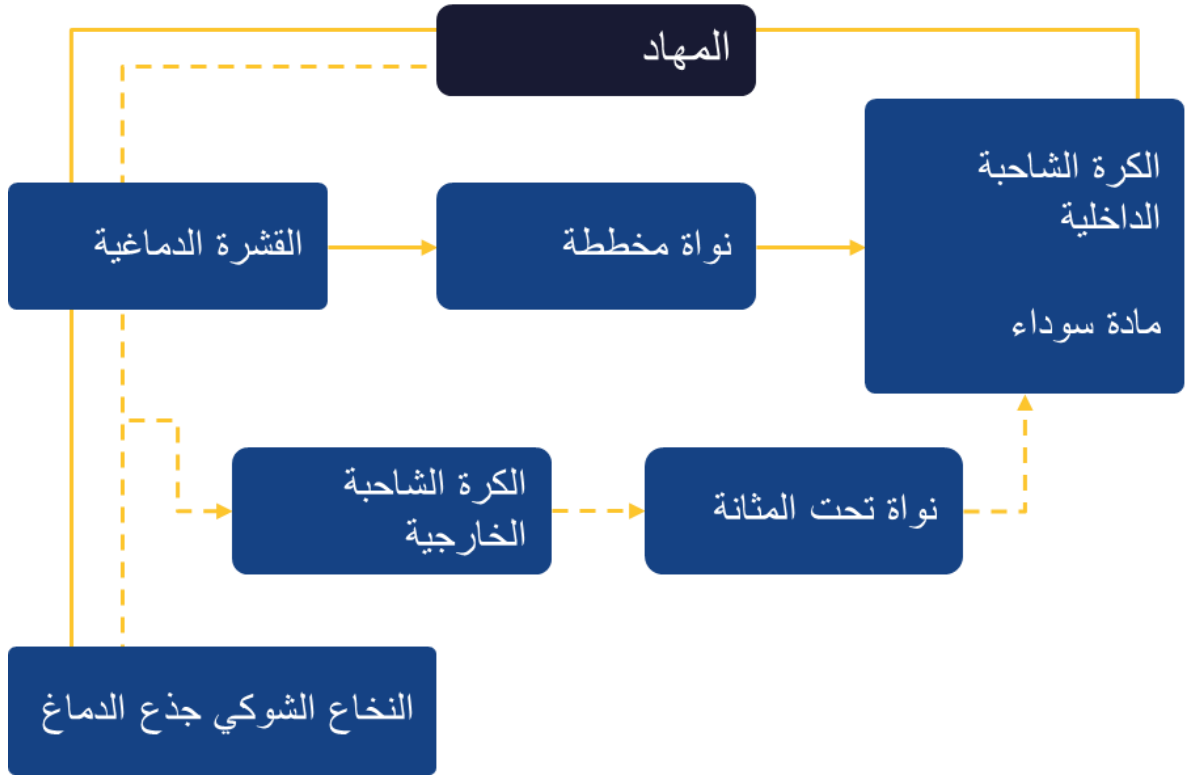 المهاد
الكرة الشاحبة
الداخلية
مادة سوداء
نواة مخططة
القشرة الدماغية
الكرة الشاحبة
الخارجية
نواة تحت المثانة
النخاع الشوكي جذع الدماغ